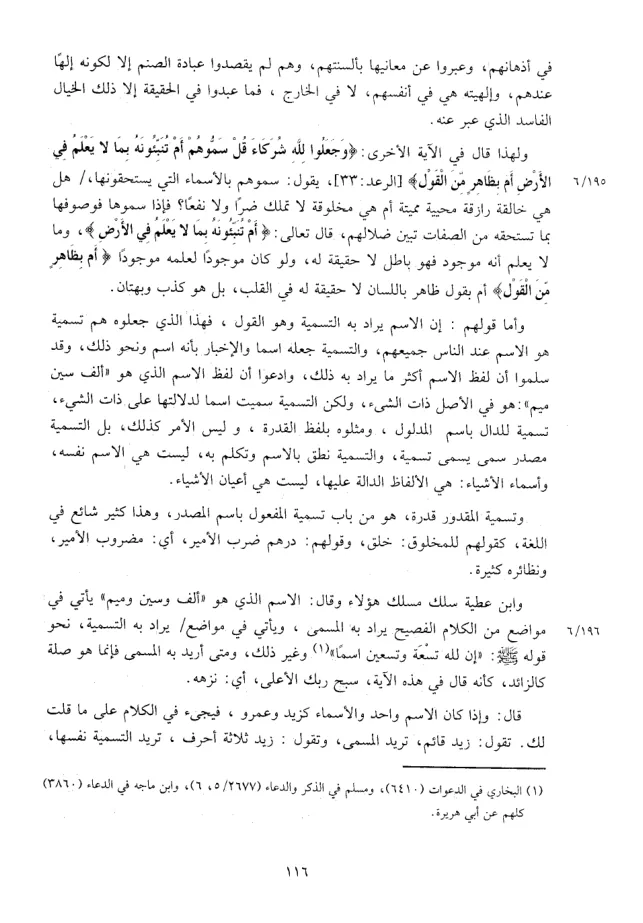 في أذهانهم، وعبروا عن معانيها بألسنتهم، وهم لم يقصدوا عبادة الصنم إلا لكونه إلهًا
عندهم، وإلهيته هي في أنفسهم، لا في الخارج ، فما عبدوا في الحقيقة إلا ذلك الخيال
الفاسد الذي عبر عنه.
ولهذا قال في الآية الأخرى: ﴿وَجَعَلُوا لِلَّهِ شُرَكَاءَ قُلْ سَمُّوهُمْ أَمْ تُنَبِّئُونَهُ بِمَا لا يَعْلَمُ فِي
٦/١٩٥ الأَرْضِ أَم بِظَاهِرٍ مِّنَ الْقَوْلِ﴾ [الرعد:٣٣]، يقول: سموهم بالأسماء التي يستحقونها،/ هل
هي خالقة رازقة محيية مميتة أم هي مخلوقة لا تملك ضرًا ولا نفعًا؟ فإذا سموها فوصفوها
بما تستحقه من الصفات تبين ضلالهم، قال تعالى: ﴿أَمْ تُنَبِّئُونَهُ بِمَا لا يَعْلَمُ فِي الأَرْضِ﴾، وما
لا يعلم أنه موجود فهو باطل لا حقيقة له، ولو كان موجودًا لعلمه موجودًا ﴿أَم بِظَاهِرٍ
مِّنَ الْقَوْلِ﴾ أم بقول ظاهر باللسان لا حقيقة له في القلب، بل هو كذب وبهتان.
وأما قولهم : إن الاسم يراد به التسمية وهو القول ، فهذا الذي جعلوه هم تسمية
هو الاسم عند الناس جميعهم، والتسمية جعله اسما والإخبار بأنه اسم ونحو ذلك، وقد
سلموا أن لفظ الاسم أكثر ما يراد به ذلك، وادعوا أن لفظ الاسم الذي هو «ألف سين
ميم»: هو في الأصل ذات الشيء، ولكن التسمية سميت اسما لدلالتها على ذات الشيء،
تسمية للدال باسم المدلول ، ومثلوه بلفظ القدرة ، و ليس الأمر كذلك، بل التسمية
مصدر سمى يسمى تسمية، والتسمية نطق بالاسم وتكلم به، ليست هي الاسم نفسه،
وأسماء الأشياء: هي الألفاظ الدالة عليها، ليست هي أعيان الأشياء.
وتسمية المقدور قدرة، هو من باب تسمية المفعول باسم المصدر، وهذا كثير شائع في
اللغة، كقولهم للمخلوق: خلق، وقولهم: درهم ضرب الأمير، أي: مضروب الأمير،
ونظائره كثيرة.
وابن عطية سلك مسلك هؤلاء وقال: الاسم الذي هو «ألف وسين وميم» يأتي في
٦/١٩٦ مواضع من الكلام الفصيح يراد به المسمى ، ويأتي في مواضع/ يراد به التسمية، نحو
قوله ﷺ: «إن لله تسْعَة وتسعين اسمًا»(١) وغير ذلك، ومتى أريد به المسمى فإنما هو صلة
كالزائد، كأنه قال في هذه الآية، سبح ربك الأعلى، أي: نزهه.
قال: وإذا كان الاسم واحد والأسماء كزيد وعمرو ، فيجيء في الكلام على ما قلت
لك. تقول: زيد قائم، تريد المسمى، وتقول : زيد ثلاثة أحرف ، تريد التسمية نفسها،
(١) البخاري في الدعوات (٦٤١٠)، ومسلم في الذكر والدعاء (٢٦٧٧/ ٥، ٦)، وابن ماجه في الدعاء (٣٨٦٠)
كلهم عن أبي هريرة.
١١٦